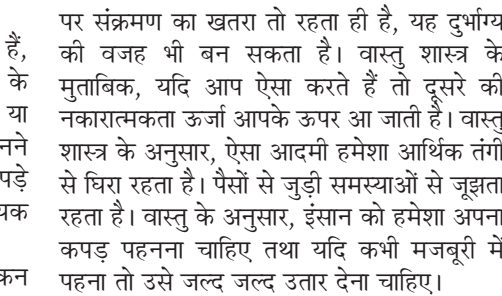 हैं,
के
या
पर संक्रमण का खतरा तो रहता ही है, यह दुर्भाग्य
की वजह भी बन सकता है। वास्तु शास्त्र के
मुताबिक, यदि आप ऐसा करते हैं तो दूसरे की
नकारात्मकता ऊर्जा आपके ऊपर आ जाती है। वास्तु
शास्त्र के अनुसार, ऐसा आदमी हमेशा आर्थिक तंगी
से घिरा रहता है। पैसों से जुड़ी समस्याओं से जूझता
रहता है। वास्तु के अनुसार, इंसान को हमेशा अपना
कपड़ पहनना चाहिए तथा यदि कभी मजबूरी में
पहना तो उसे जल्द जल्द उतार देना चाहिए।